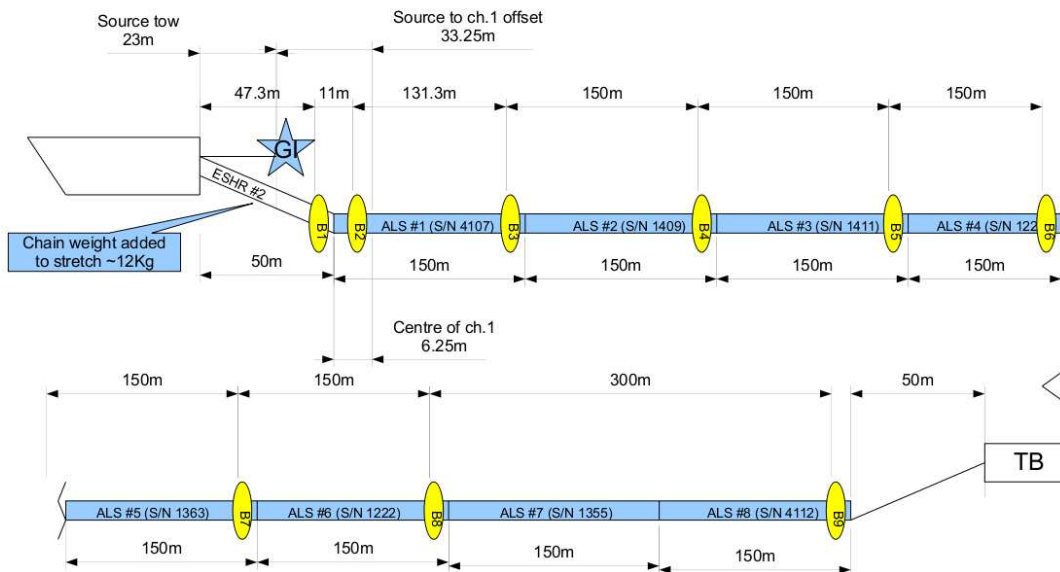 Source tow
23m
Source to ch.1 offset
33.25m
47.3m
11m
131.3m
150m
150m
150m
GI
ESHR #2
B1
B2
ALS #1 (S/N 4107)
B3
ALS #2 (S/N 1409)
B4
ALS #3 (S/N 1411)
B5
ALS #4 (S/N 122
B6
Chain weight added
to stretch ~12Kg
50m
150m
150m
150m
150m
Centre of ch.1
6.25m
150m
150m
300m
50m
TB
ALS #5 (S/N 1363)
B7
ALS #6 (S/N 1222)
B8
ALS #7 (S/N 1355)
ALS #8 (S/N 4112)
B9
150m
150m
150m
150m